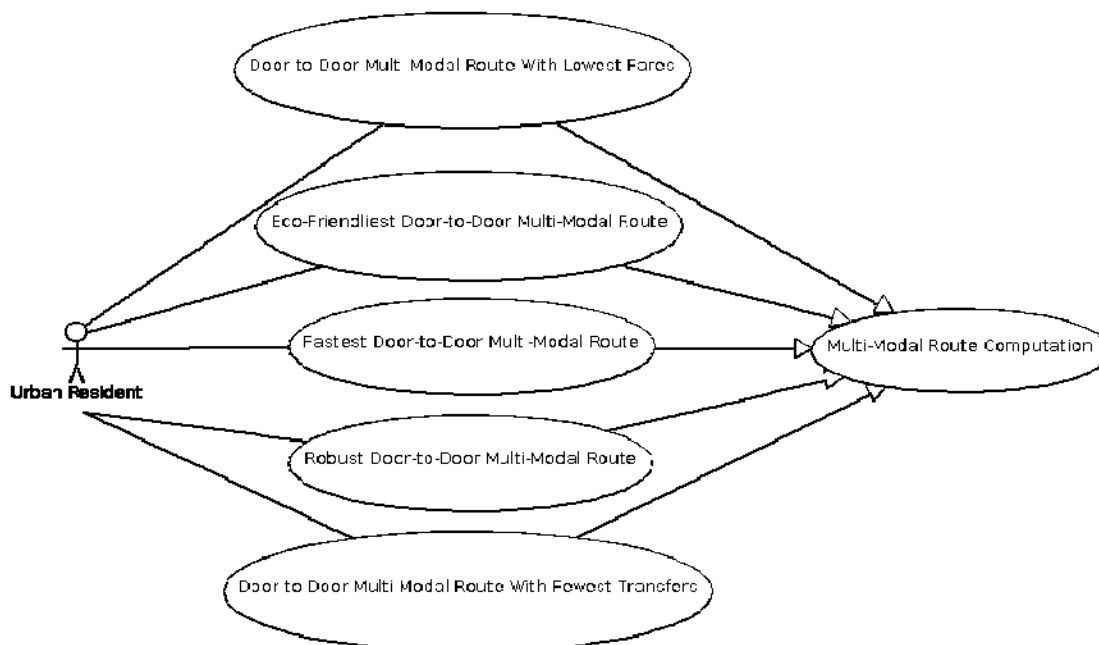 Door to Door Mult Modal Route With Lowest Fares
Eco-Friendliest Door-to-Door Multi-Modal Route
Fastest Door-to-Door Mult -Modal Route
Multi-Modal Route Computation
Urban Resident
Robust Door-to-Door Multi-Modal Route
Door to Door Multi Modal Route With Fewest Transfers